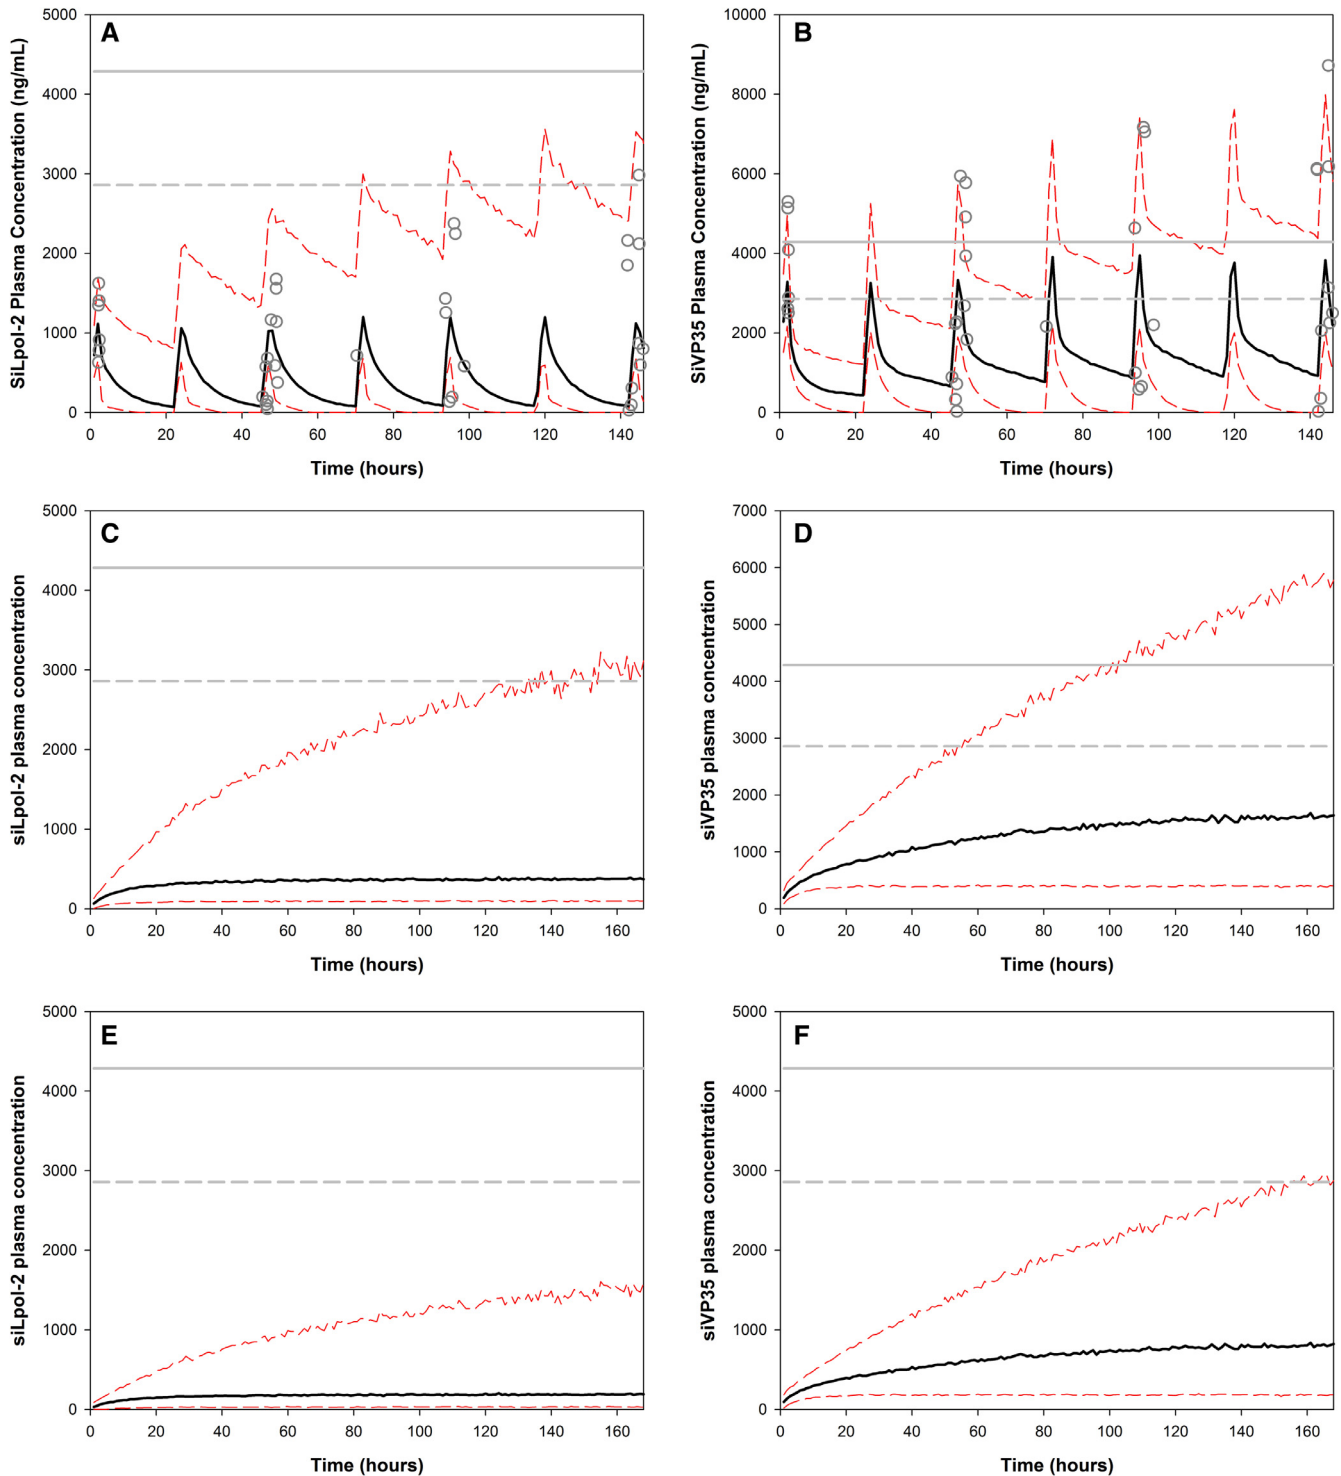 A
SiLpol-2 Plasma Concentration (ng/mL)
5000
4000
3000
2000
1000
0
0 20 40 60 80 100 120 140
Time (hours)
B
SiVP35 Plasma Concentration (ng/mL)
10000
8000
6000
4000
2000
0
0 20 40 60 80 100 120 140
Time (hours)
C
siLpol-2 plasma concentration
5000
4000
3000
2000
1000
0
0 20 40 60 80 100 120 140 160
Time (hours)
D
siVP35 plasma concentration
7000
6000
5000
4000
3000
2000
1000
0
0 20 40 60 80 100 120 140 160
Time (hours)
E
siLpol-2 plasma concentration
5000
4000
3000
2000
1000
0
0 20 40 60 80 100 120 140 160
Time (hours)
F
siVP35 plasma concentration
5000
4000
3000
2000
1000
0
0 20 40 60 80 100 120 140 160
Time (hours)